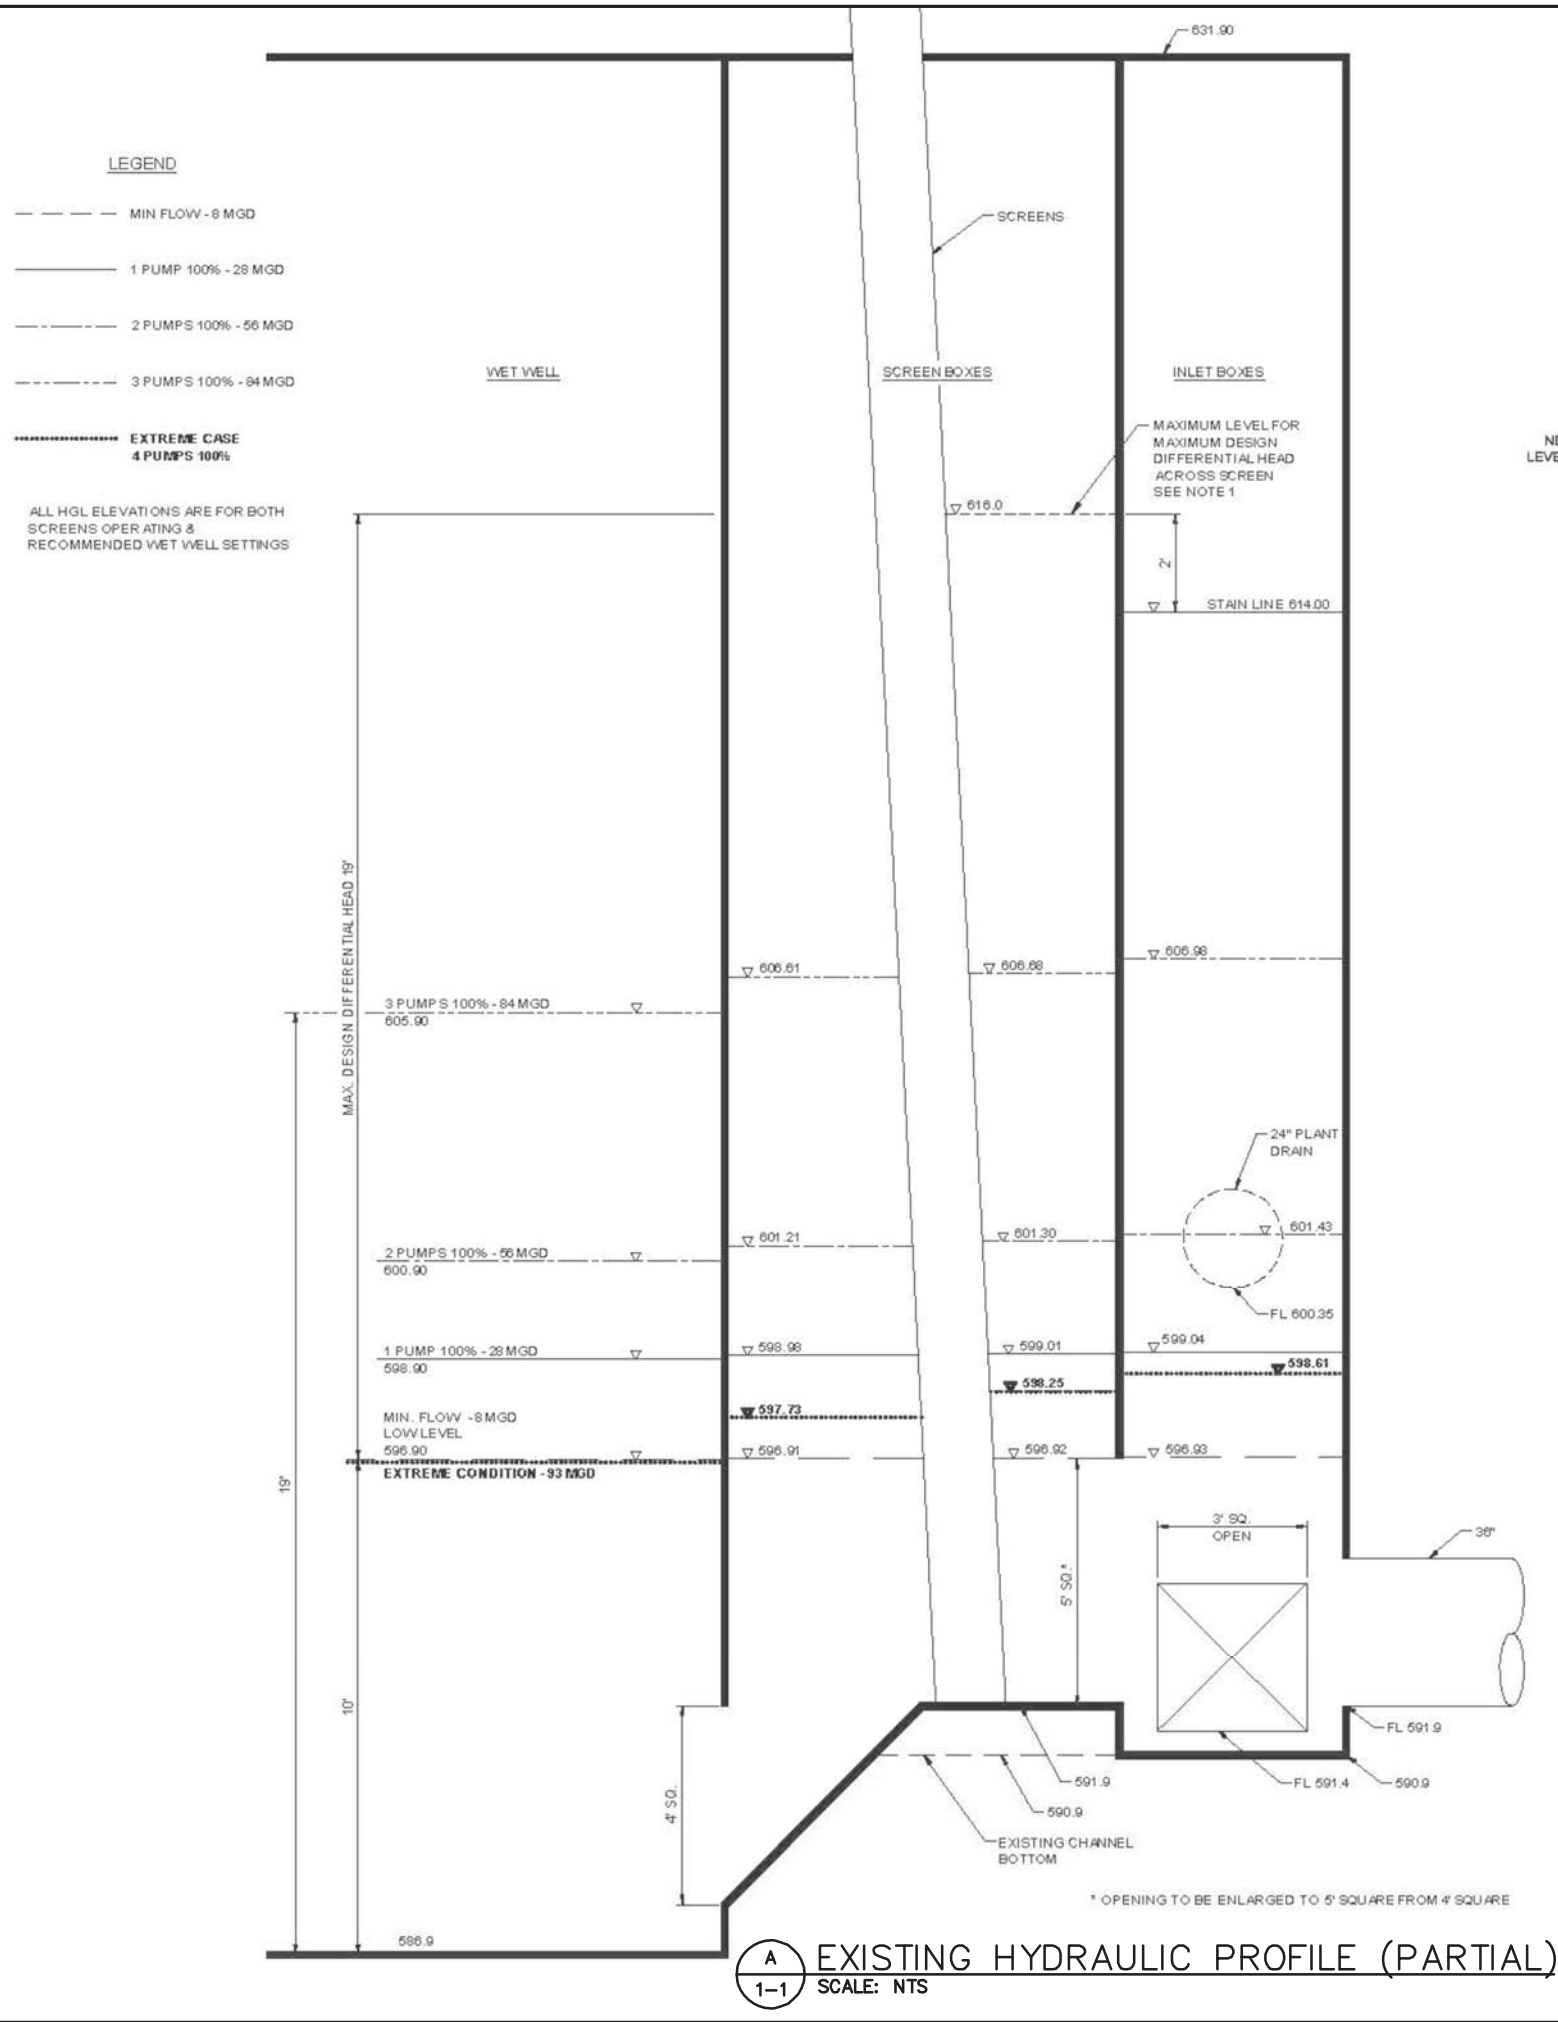 631.90
LEGEND
MIN FLOW - 8 MGD
1 PUMP 100% - 28 MGD
2 PUMPS 100% - 56 MGD
3 PUMPS 100% - 84 MGD
EXTREME CASE
4 PUMPS 100%
ALL HGL ELEVATIONS ARE FOR BOTH
SCREENS OPERATING &
RECOMMENDED WET WELL SETTINGS
SCREENS
WET WELL
SCREEN BOXES
INLET BOXES
MAXIMUM LEVEL FOR
MAXIMUM DESIGN
DIFFERENTIAL HEAD
ACROSS SCREEN
SEE NOTE 1
616.0
2'
STAIN LINE 614.00
MAX. DESIGN DIFFERENTIAL HEAD 19'
606.61
606.68
606.98
3 PUMPS 100% - 84 MGD
605.90
24" PLANT
DRAIN
601.21
601.30
601.43
2 PUMPS 100% - 56 MGD
600.90
FL 600.35
1 PUMP 100% - 28 MGD
598.90
598.98
599.01
599.04
598.61
598.25
597.73
MIN. FLOW - 8 MGD
LOW LEVEL
596.90
596.91
596.92
596.93
EXTREME CONDITION - 93 MGD
19'
10'
3' SQ.
OPEN
36"
5' SQ.*
4' SQ.
FL 591.9
591.9
FL 591.4
590.9
590.9
EXISTING CHANNEL
BOTTOM
* OPENING TO BE ENLARGED TO 5' SQUARE FROM 4' SQUARE
586.9
A
1-1
EXISTING HYDRAULIC PROFILE (PARTIAL)
SCALE: NTS